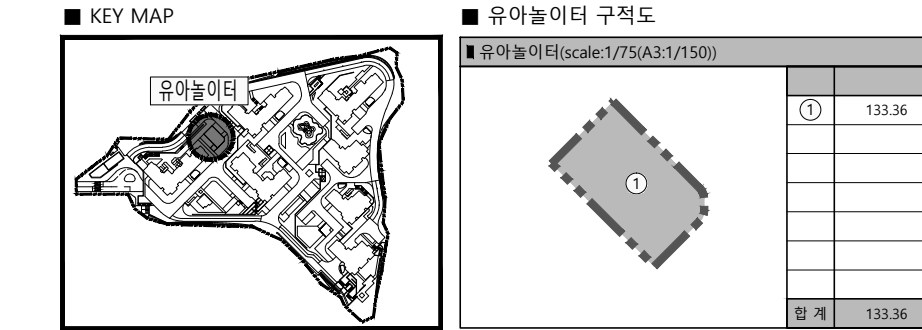 ■ KEY MAP
유아놀이터
■ 유아놀이터 구적도
▮유아놀이터(scale:1/75(A3:1/150))
① 133.36
①
합 계 133.36